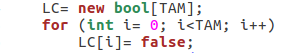 LC= new bool[TAM];
for (int i= 0; i<TAM; i++)
LC[i]= false;